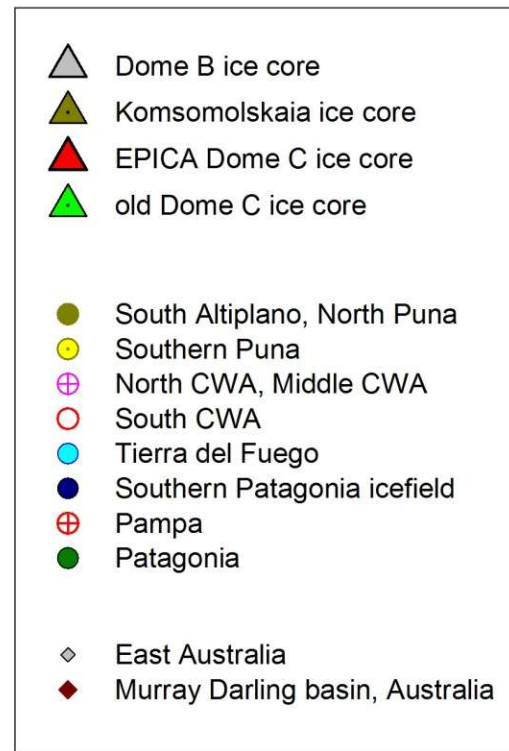 Dome B ice core
Komsomolskaia ice core
EPICA Dome C ice core
old Dome C ice core
South Altiplano, North Puna
Southern Puna
North CWA, Middle CWA
South CWA
Tierra del Fuego
Southern Patagonia icefield
Pampa
Patagonia
East Australia
Murray Darling basin, Australia